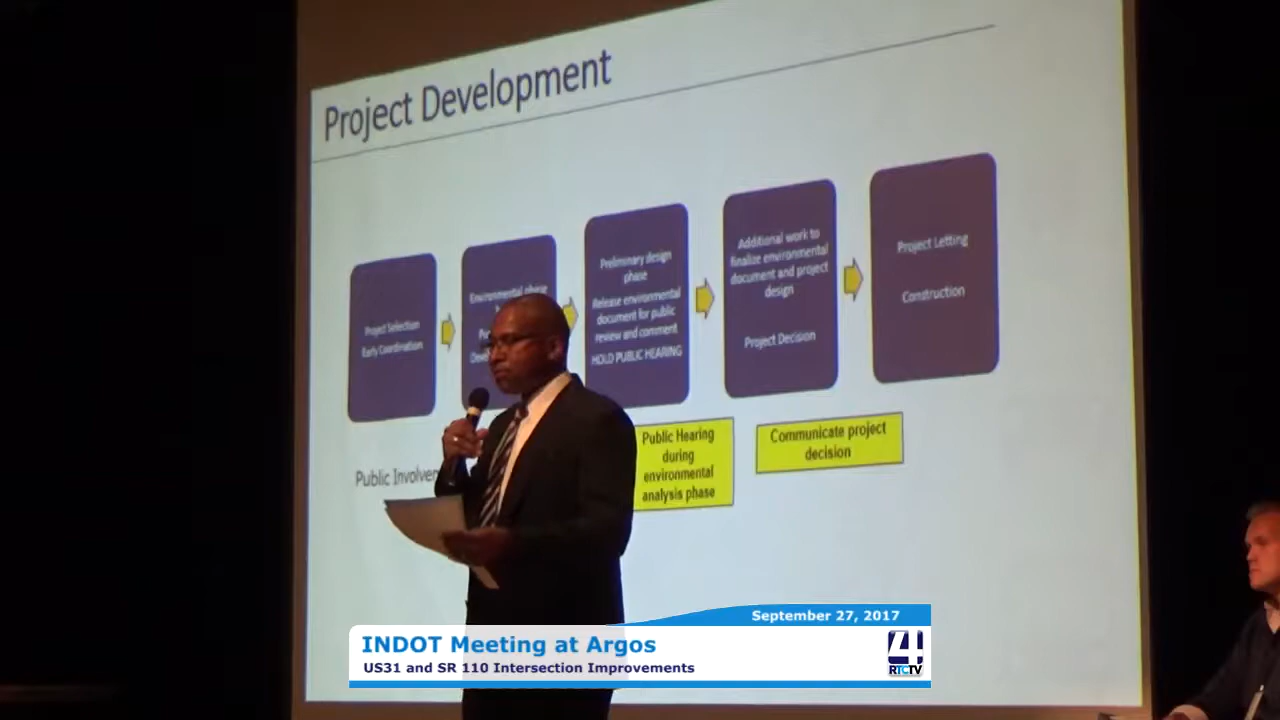 Project Development
Project Selection
Early Coordination
Environmental phase
Preliminary design
phase
Release environmental
document for public
review and comment
HOLD PUBLIC HEARING
Additional work to
finalize environmental
document and project
design
Project Decision
Project Letting
Construction
Public
Public Hearing
during
environmental
analysis phase
Communicate project
decision
September 27, 2017
INDOT Meeting at Argos
US31 and SR 110 Intersection Improvements
4
RTCTV